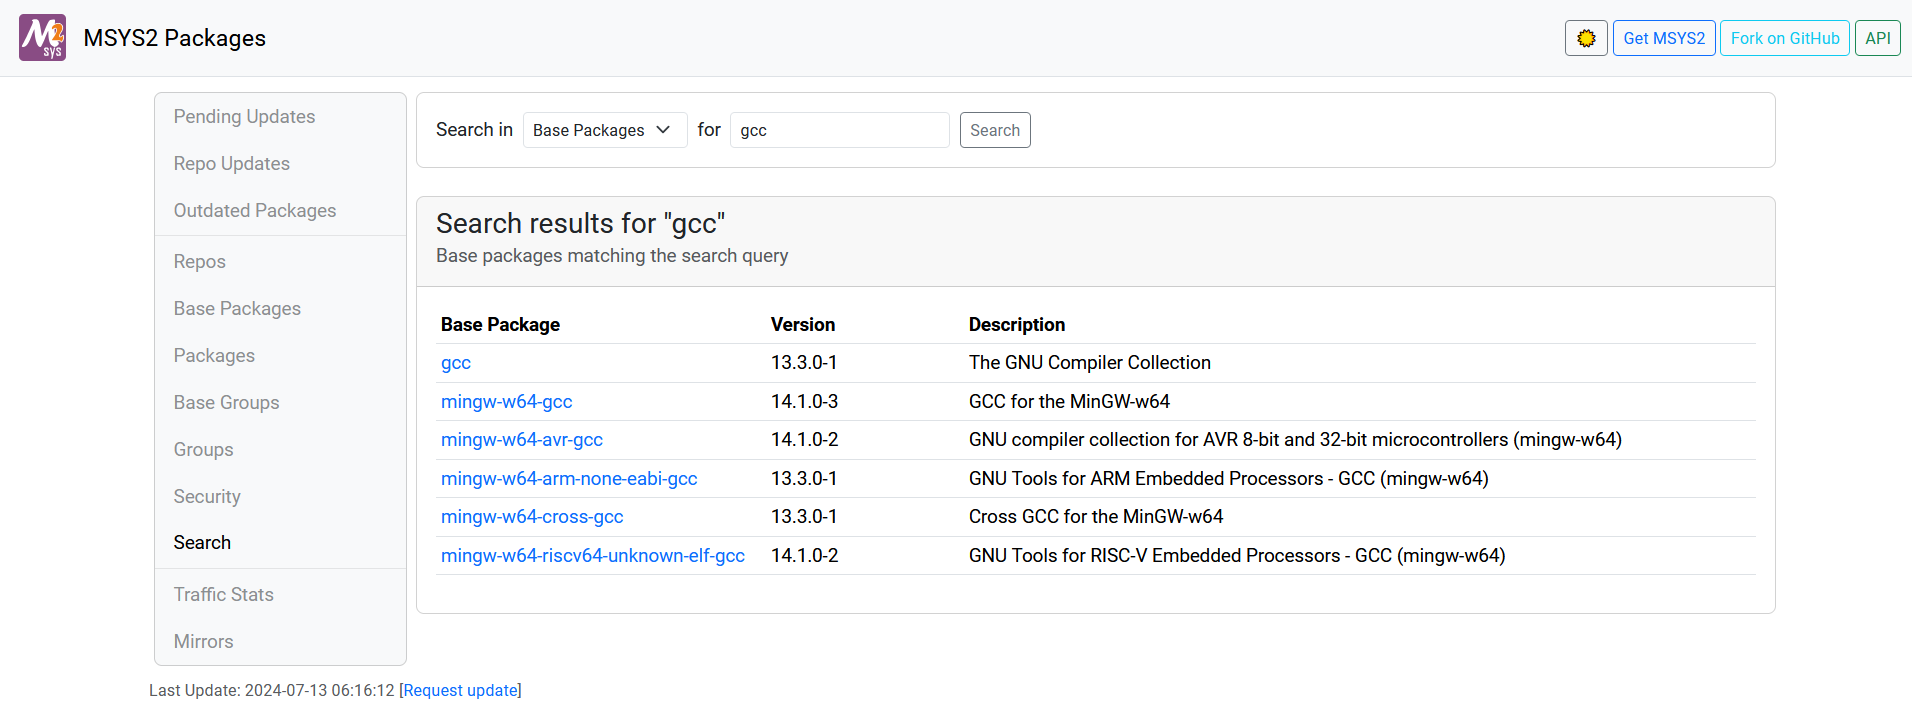 M2 sys MSYS2 Packages Get MSYS2 Fork on GitHub API
Pending Updates
Repo Updates
Outdated Packages
Repos
Base Packages
Packages
Base Groups
Groups
Security
Search
Traffic Stats
Mirrors
Search in Base Packages for gcc Search
Search results for "gcc"
Base packages matching the search query
Base Package Version Description
gcc 13.3.0-1 The GNU Compiler Collection
mingw-w64-gcc 14.1.0-3 GCC for the MinGW-w64
mingw-w64-avr-gcc 14.1.0-2 GNU compiler collection for AVR 8-bit and 32-bit microcontrollers (mingw-w64)
mingw-w64-arm-none-eabi-gcc 13.3.0-1 GNU Tools for ARM Embedded Processors - GCC (mingw-w64)
mingw-w64-cross-gcc 13.3.0-1 Cross GCC for the MinGW-w64
mingw-w64-riscv64-unknown-elf-gcc 14.1.0-2 GNU Tools for RISC-V Embedded Processors - GCC (mingw-w64)
Last Update: 2024-07-13 06:16:12 [Request update]